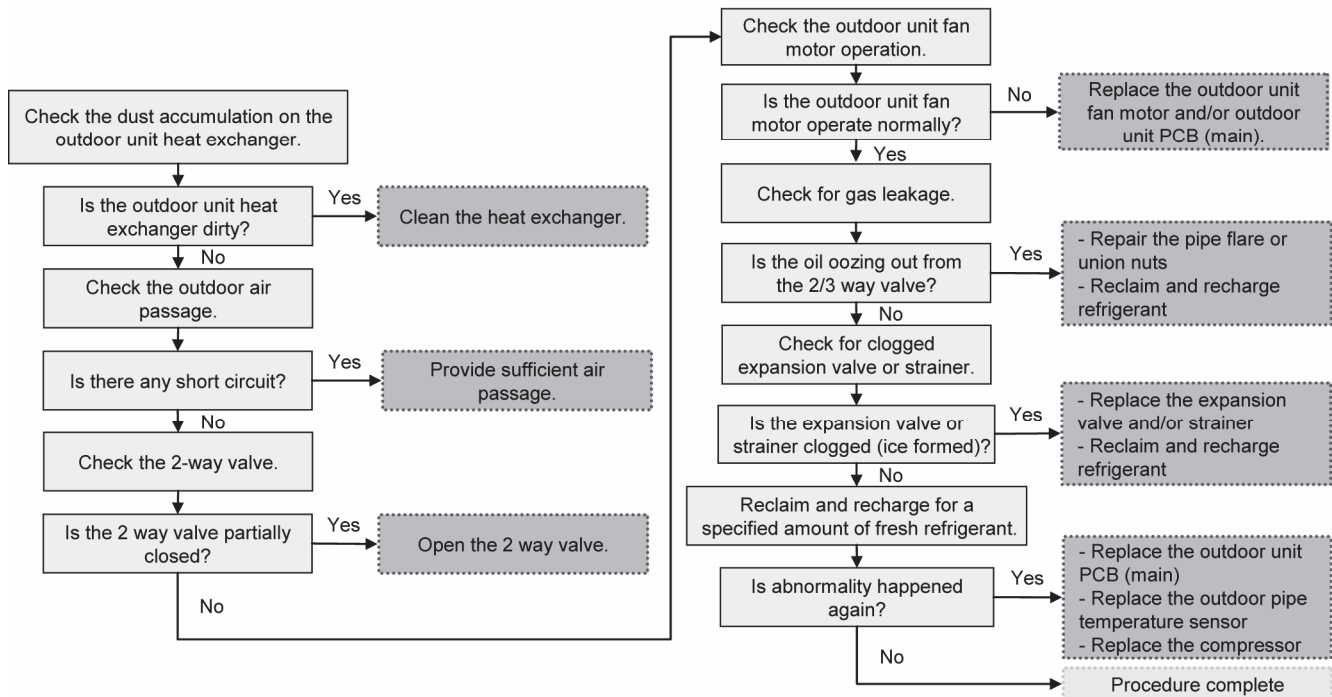 Check the dust accumulation on the
outdoor unit heat exchanger.
Is the outdoor unit heat
exchanger dirty?
Yes
Clean the heat exchanger.
No
Check the outdoor air
passage.
Is there any short circuit?
Yes
Provide sufficient air
passage.
No
Check the 2-way valve.
Is the 2 way valve partially
closed?
Yes
Open the 2 way valve.
No
Check the outdoor unit fan
motor operation.
Is the outdoor unit fan
motor operate normally?
No
Replace the outdoor unit
fan motor and/or outdoor
unit PCB (main).
Yes
Check for gas leakage.
Is the oil oozing out from
the 2/3 way valve?
Yes
- Repair the pipe flare or
union nuts
- Reclaim and recharge
refrigerant
No
Check for clogged
expansion valve or strainer.
Is the expansion valve or
strainer clogged (ice formed)?
Yes
- Replace the expansion
valve and/or strainer
- Reclaim and recharge
refrigerant
No
Reclaim and recharge for a
specified amount of fresh refrigerant.
Is abnormality happened
again?
Yes
- Replace the outdoor unit
PCB (main)
- Replace the outdoor pipe
temperature sensor
- Replace the compressor
No
Procedure complete